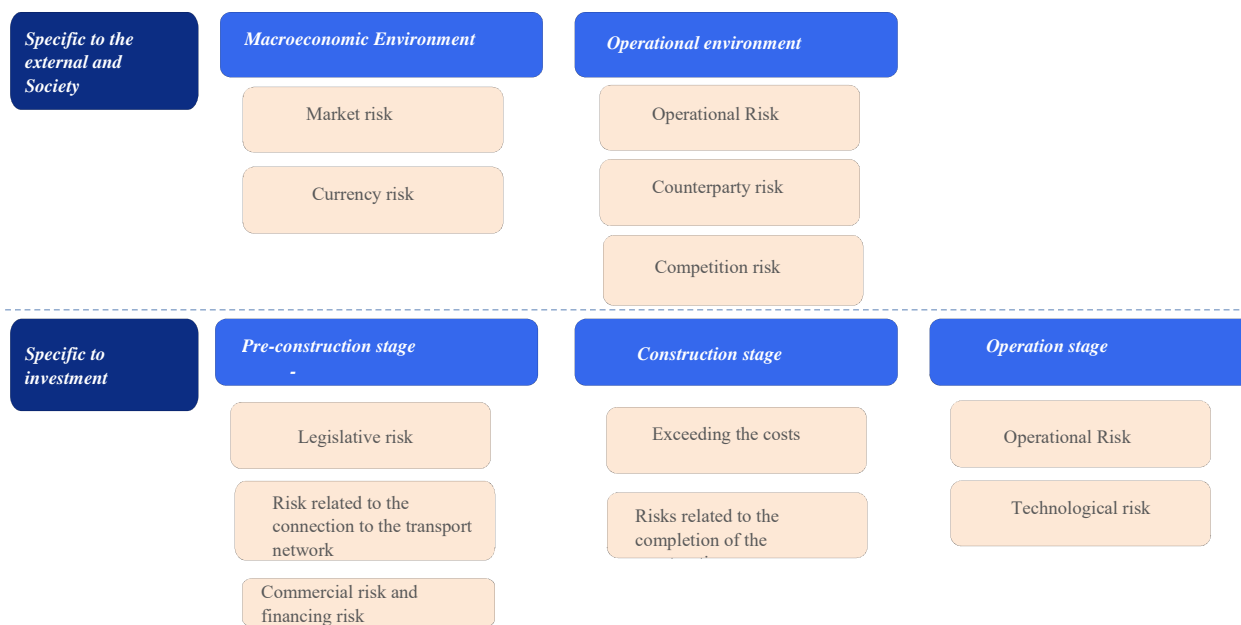 Specific to the
external and
Society
Macroeconomic Environment
Operational environment
Market risk
Operational Risk
Currency risk
Counterparty risk
Competition risk
Specific to
investment
Pre-construction stage
-
Construction stage
Operation stage
Legislative risk
Exceeding the costs
Operational Risk
Risk related to the
connection to the transport
network
Risks related to the
completion of the
Technological risk
Commercial risk and
financing risk